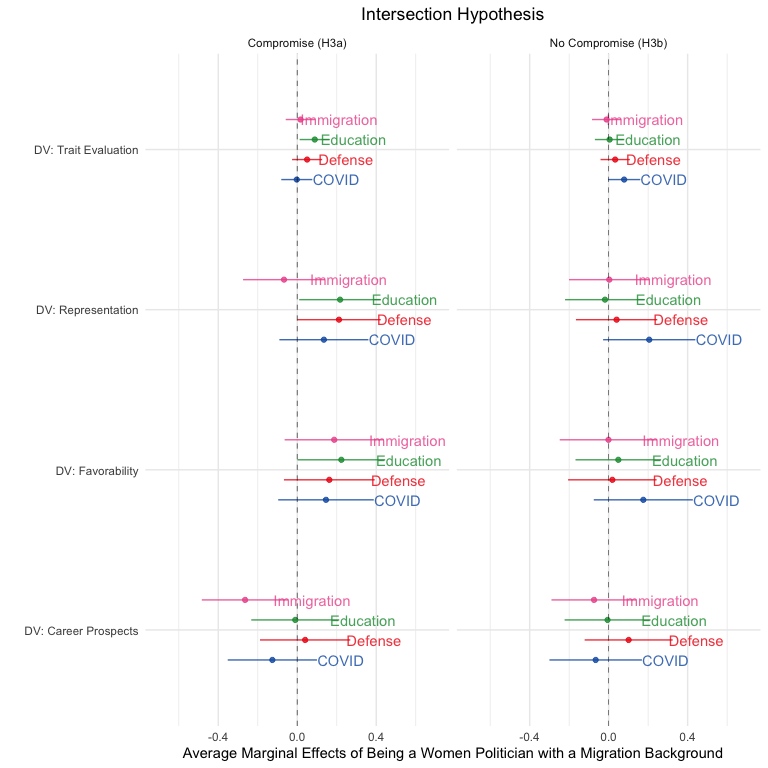 Intersection Hypothesis
Compromise (H3a)
No Compromise (H3b)
DV: Trait Evaluation
Immigration
Education
Defense
COVID
Immigration
Education
Defense
COVID
DV: Representation
Immigration
Education
Defense
COVID
Immigration
Education
Defense
COVID
DV: Favorability
Immigration
Education
Defense
COVID
Immigration
Education
Defense
COVID
DV: Career Prospects
Immigration
Education
Defense
COVID
Immigration
Education
Defense
COVID
-0.4 0.0 0.4
-0.4 0.0 0.4
Average Marginal Effects of Being a Women Politician with a Migration Background